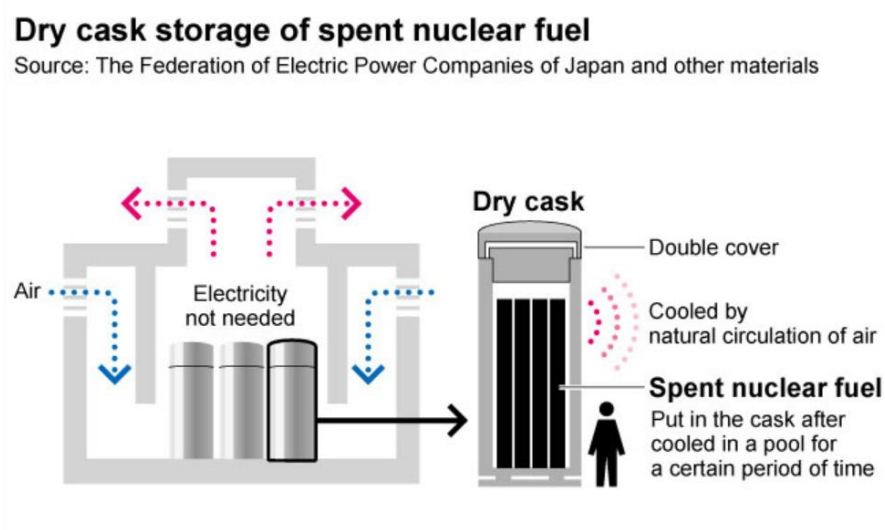 Dry cask storage of spent nuclear fuel
Source: The Federation of Electric Power Companies of Japan and other materials
Air
Electricity
not needed
Dry cask
Double cover
Cooled by
natural circulation of air
Spent nuclear fuel
Put in the cask after
cooled in a pool for
a certain period of time